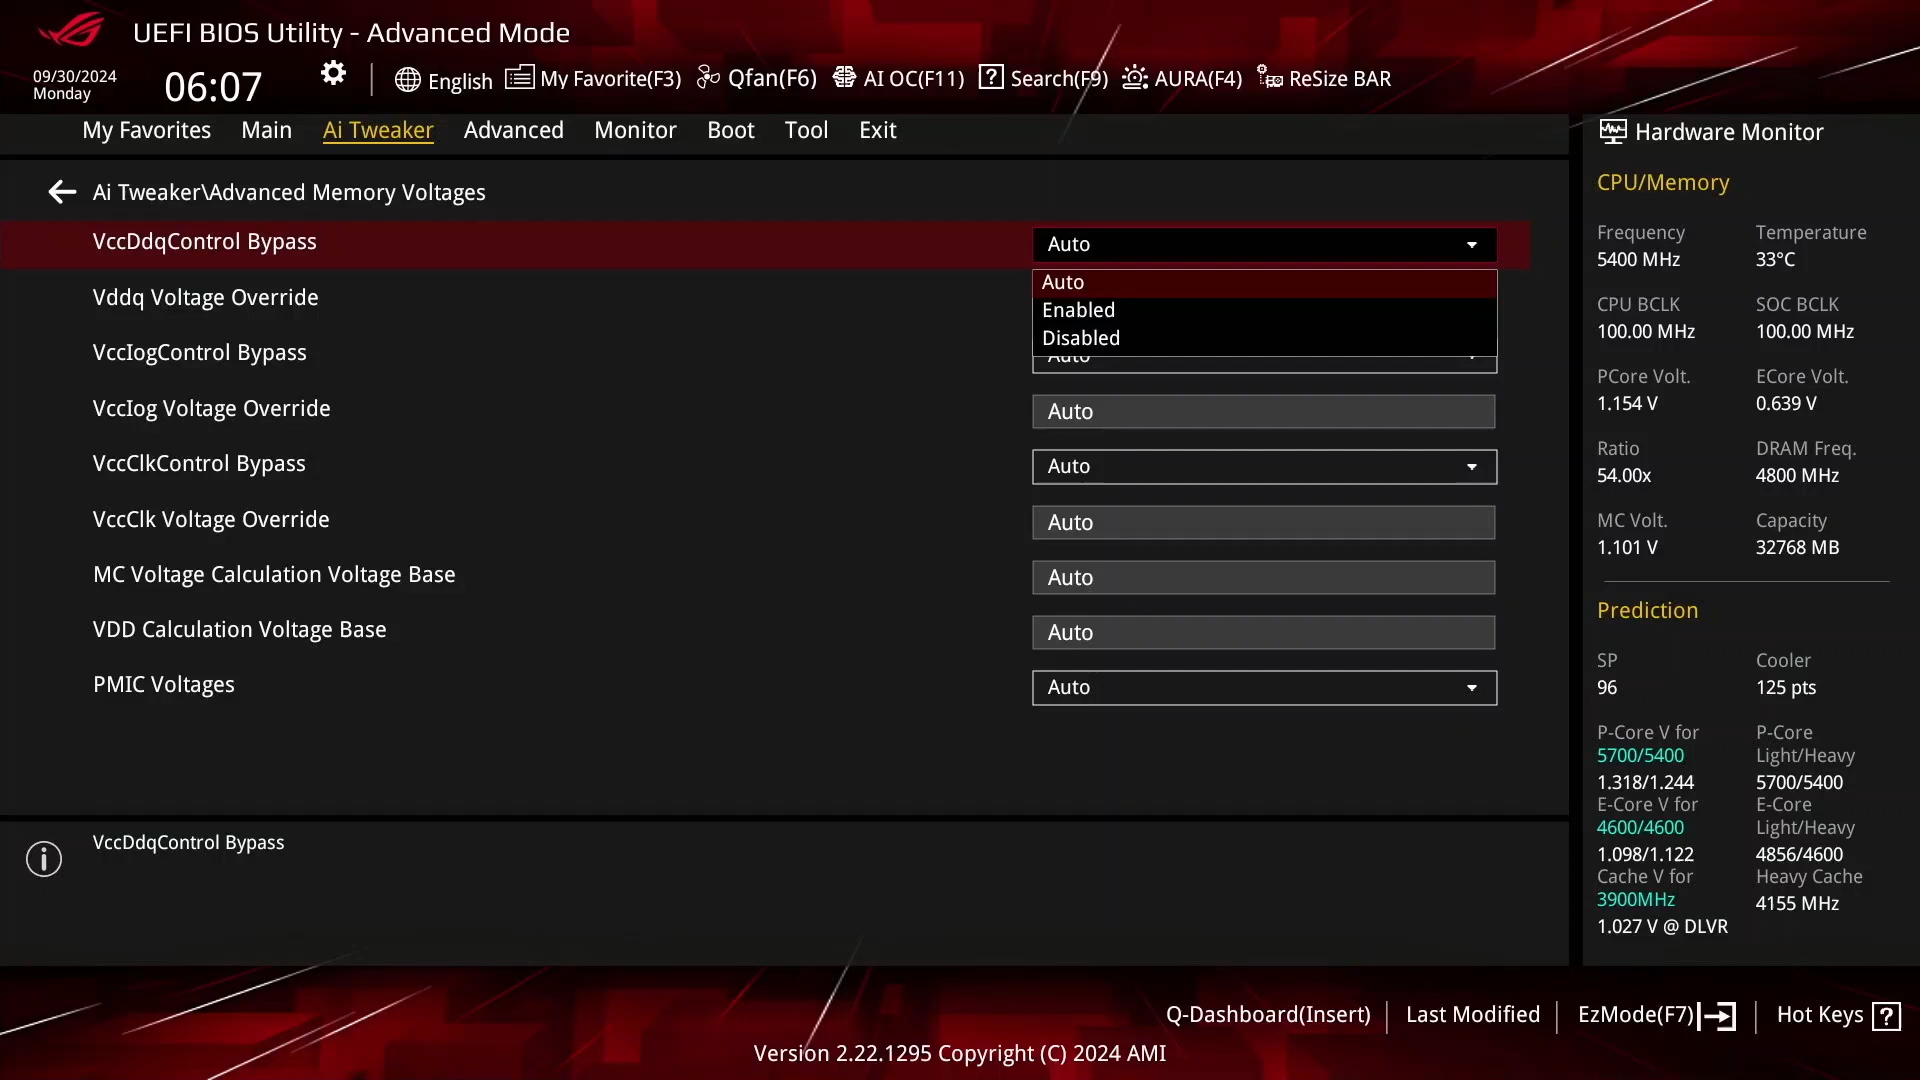 UEFI BIOS Utility - Advanced Mode
09/30/2024
Monday
06:07
English
My Favorite(F3)
Qfan(F6)
AI OC(F11)
Search(F9)
AURA(F4)
ReSize BAR
My Favorites
Main
Ai Tweaker
Advanced
Monitor
Boot
Tool
Exit
Ai Tweaker\Advanced Memory Voltages
VccDdqControl Bypass
Auto
Auto
Enabled
Disabled
Vddq Voltage Override
VccIogControl Bypass
Auto
VccIog Voltage Override
Auto
VccClkControl Bypass
Auto
VccClk Voltage Override
Auto
MC Voltage Calculation Voltage Base
Auto
VDD Calculation Voltage Base
Auto
PMIC Voltages
Auto
VccDdqControl Bypass
Hardware Monitor
CPU/Memory
Frequency
5400 MHz
Temperature
33°C
CPU BCLK
100.00 MHz
SOC BCLK
100.00 MHz
PCore Volt.
1.154 V
ECore Volt.
0.639 V
Ratio
54.00x
DRAM Freq.
4800 MHz
MC Volt.
1.101 V
Capacity
32768 MB
Prediction
SP
96
Cooler
125 pts
P-Core V for
5700/5400
1.318/1.244
P-Core
Light/Heavy
5700/5400
E-Core V for
4600/4600
1.098/1.122
E-Core
Light/Heavy
4856/4600
Cache V for
3900MHz
1.027 V @ DLVR
Heavy Cache
4155 MHz
Q-Dashboard(Insert)
Last Modified
EzMode(F7)
Hot Keys ?
Version 2.22.1295 Copyright (C) 2024 AMI